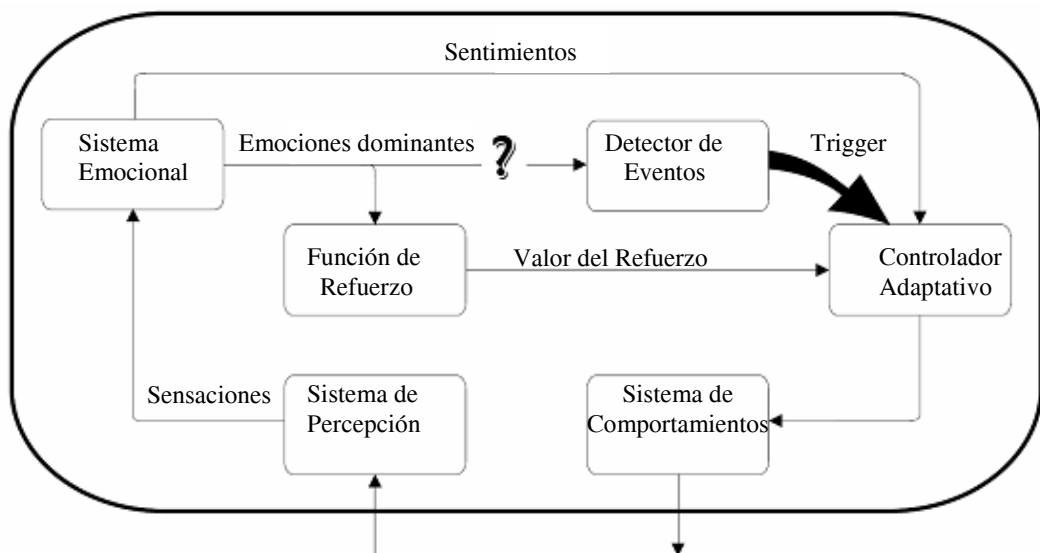 Sentimientos
Sistema
Emocional
Emociones dominantes
?
Detector de
Eventos
Trigger
Función de
Refuerzo
Valor del Refuerzo
Controlador
Adaptativo
Sensaciones
Sistema de
Percepción
Sistema de
Comportamientos